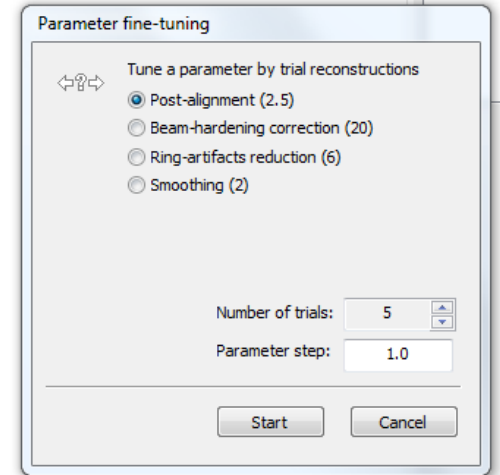 Parameter fine-tuning
Tune a parameter by trial reconstructions
Post-alignment (2.5)
Beam-hardening correction (20)
Ring-artifacts reduction (6)
Smoothing (2)
Number of trials: 5
Parameter step: 1.0
Start Cancel